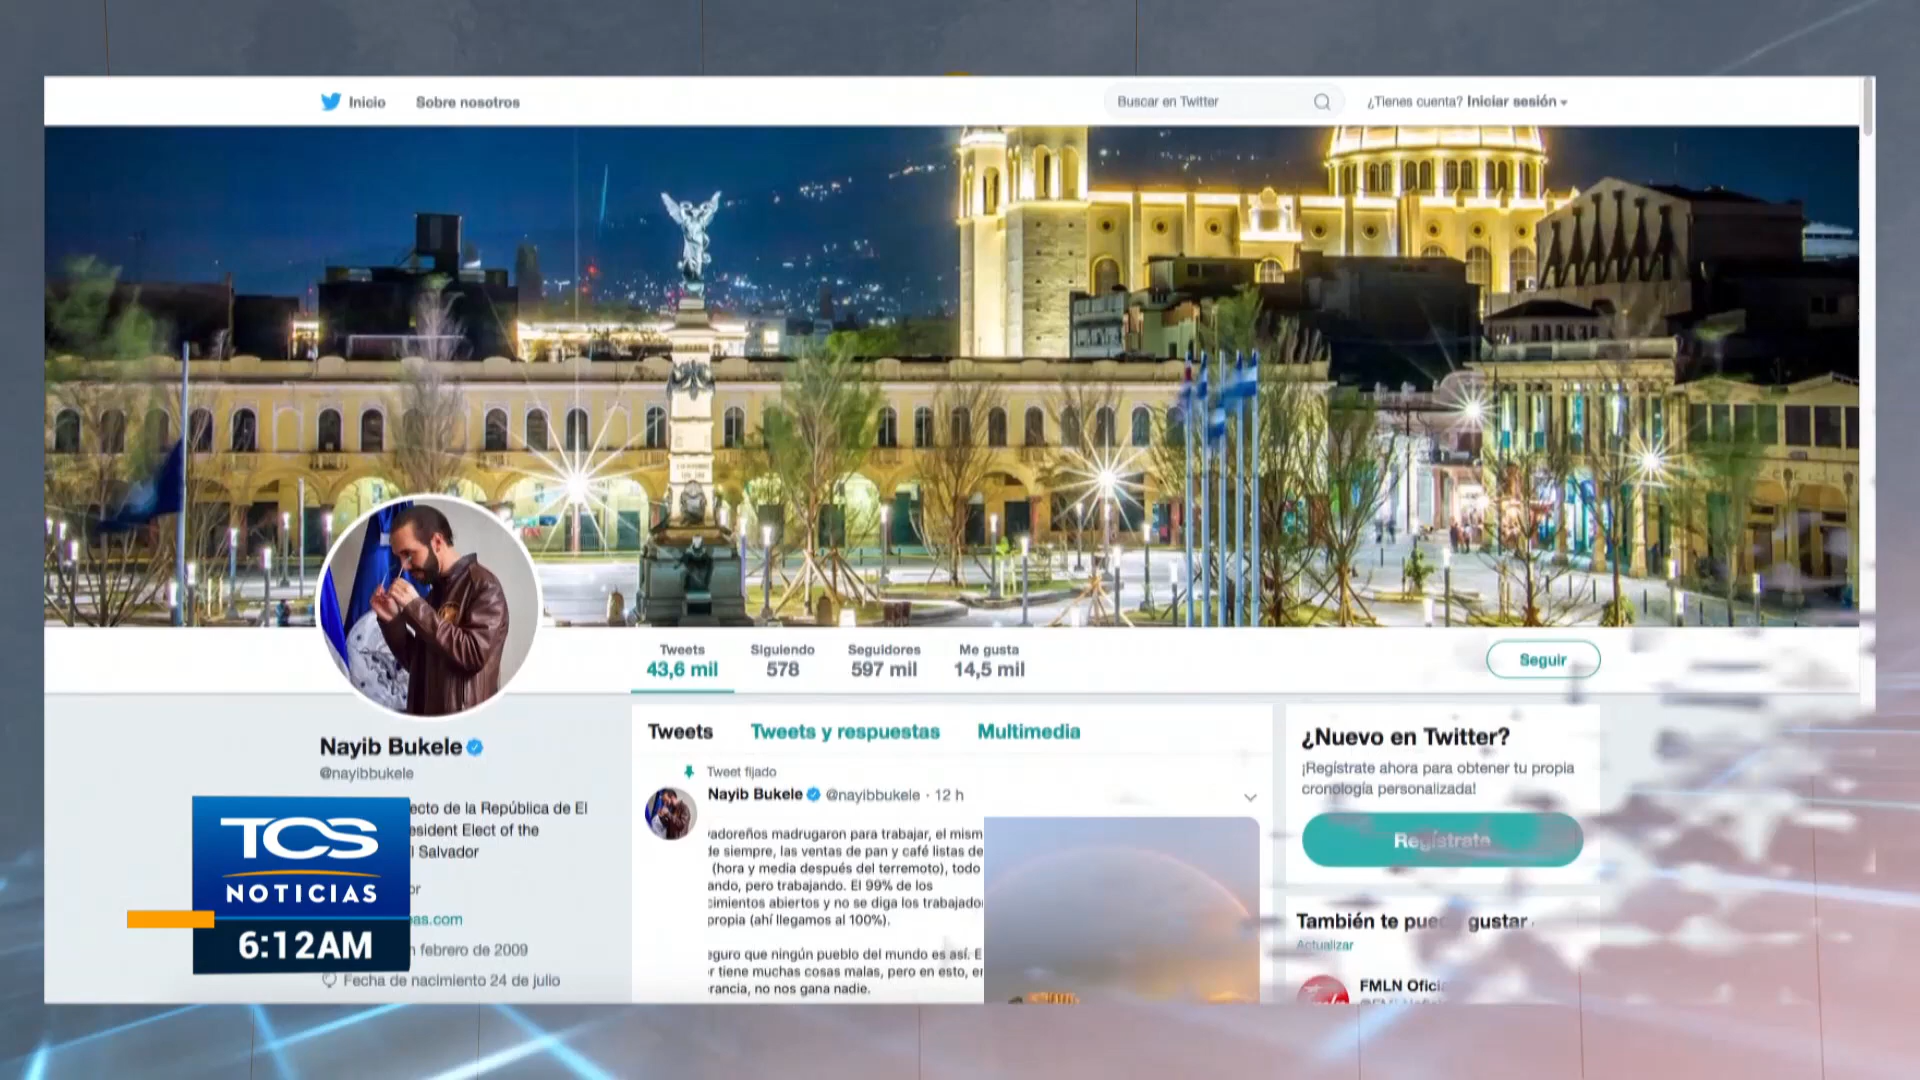 Inicio
Sobre nosotros
Buscar en Twitter
¿Tienes cuenta? Iniciar sesión
Tweets
43,6 mil
Siguiendo
578
Seguidores
597 mil
Me gusta
14,5 mil
Seguir
Nayib Bukele
@nayibbukele
ecto de la República de El
esident Elect of the
l Salvador
or
as.com
n febrero de 2009
Fecha de nacimiento 24 de julio
TCS
NOTICIAS
6:12AM
Tweets
Tweets y respuestas
Multimedia
Tweet fijado
Nayib Bukele @nayibbukele · 12 h
vadoreños madrugaron para trabajar, el mism
de siempre, las ventas de pan y café listas de
(hora y media después del terremoto), todo
ando, pero trabajando. El 99% de los
cimientos abiertos y no se diga los trabajado
propia (ahí llegamos al 100%).
eguro que ningún pueblo del mundo es así. E
r tiene muchas cosas malas, pero en esto, en
rancia, no nos gana nadie.
¿Nuevo en Twitter?
¡Regístrate ahora para obtener tu propia
cronología personalizada!
Regístrate
También te puede gustar
Actualizar
FMLN Ofici